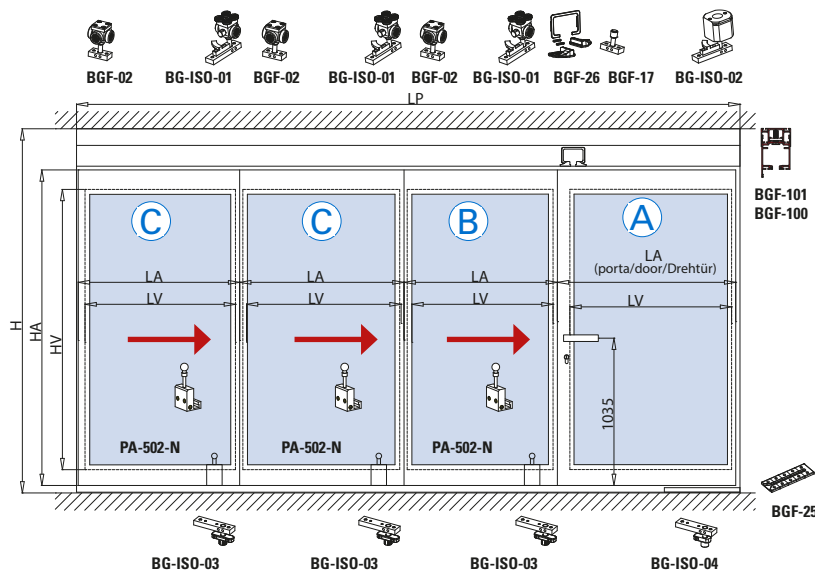 BGF-02 BG-ISO-01 BGF-02 BG-ISO-01 BGF-02 BG-ISO-01 BGF-26 BGF-17 BG-ISO-02
LP
BGF-101
BGF-100
C C B A
LA LA LA LA
(porta/door/Drehtür)
LV LV LV LV
H HA HV
1035
PA-502-N PA-502-N PA-502-N
BGF-25
BG-ISO-03 BG-ISO-03 BG-ISO-03 BG-ISO-04